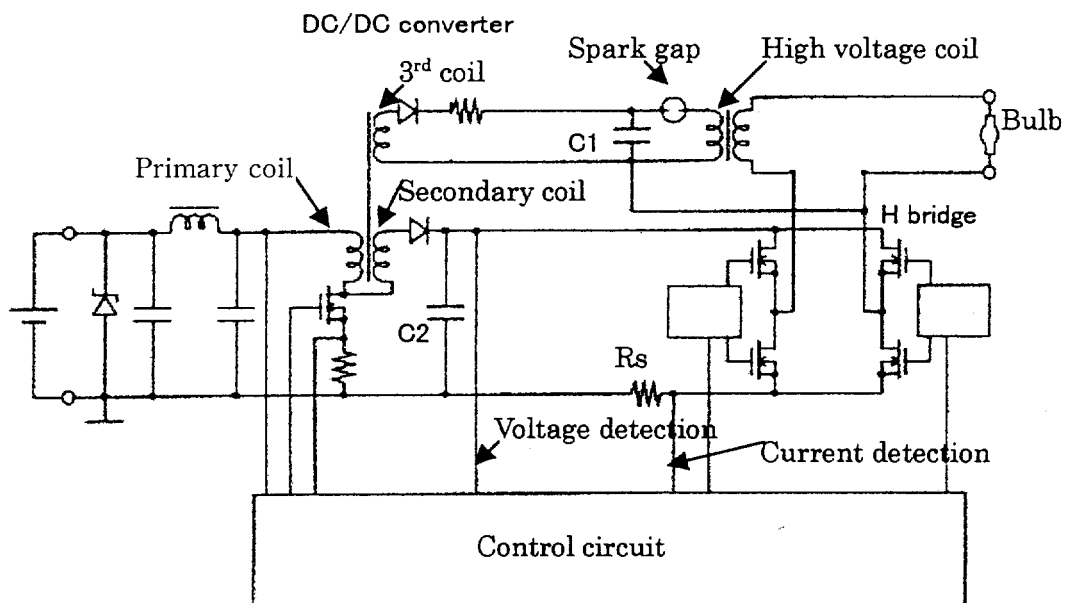 DC/DC converter
Spark gap
High voltage coil
3rd coil
C1
Bulb
Primary coil
Secondary coil
H bridge
C2
Rs
Voltage detection
Current detection
Control circuit